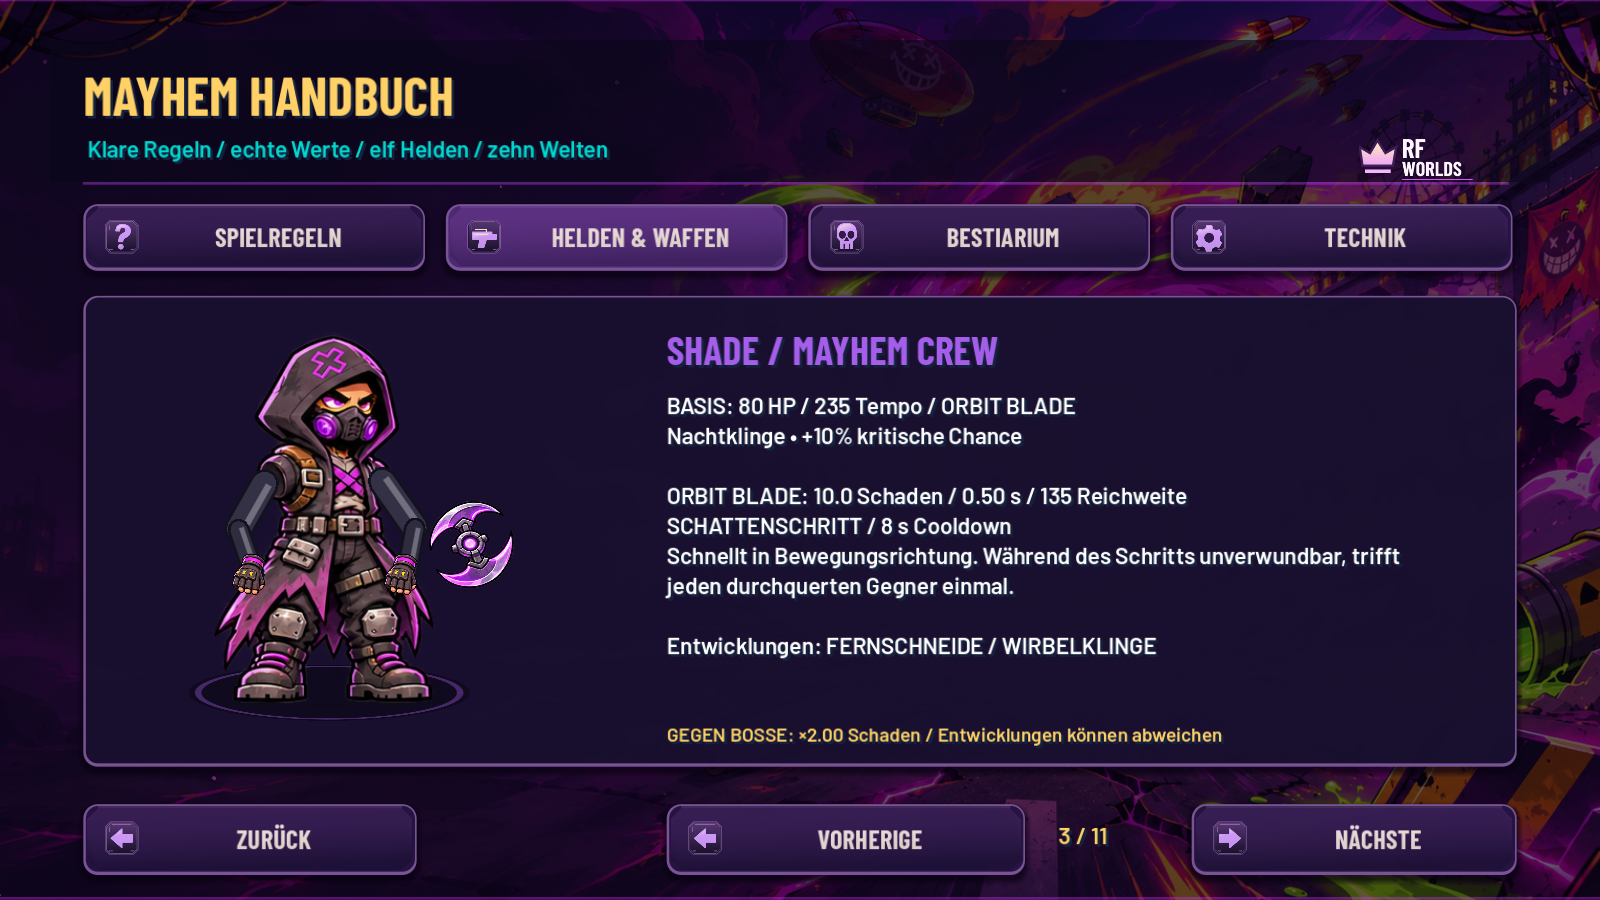 MAYHEM HANDBUCH
Klare Regeln / echte Werte / elf Helden / zehn Welten
RF
WORLDS
SPIELREGELN
HELDEN & WAFFEN
BESTIARIUM
TECHNIK
SHADE / MAYHEM CREW
BASIS: 80 HP / 235 Tempo / ORBIT BLADE
Nachtklinge • +10% kritische Chance
ORBIT BLADE: 10.0 Schaden / 0.50 s / 135 Reichweite
SCHATTENSCHRITT / 8 s Cooldown
Schnellt in Bewegungsrichtung. Während des Schritts unverwundbar, trifft
jeden durchquerten Gegner einmal.
Entwicklungen: FERNSCHNEIDE / WIRBELKLINGE
GEGEN BOSSE: ×2.00 Schaden / Entwicklungen können abweichen
ZURÜCK
VORHERIGE
3 / 11
NÄCHSTE